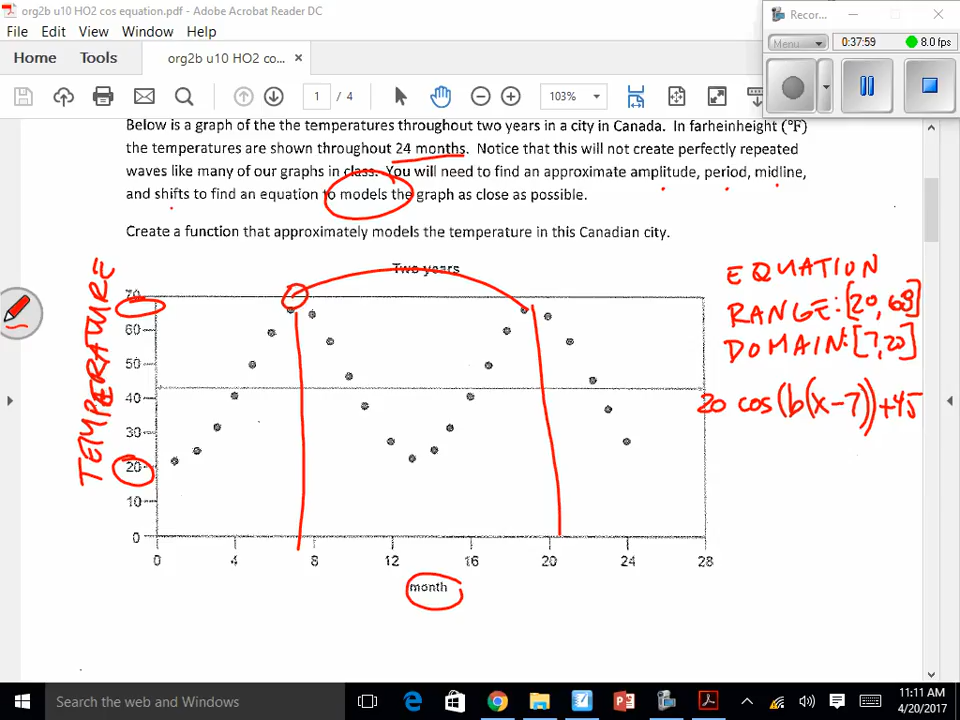 org2b u10 HO2 cos equation.pdf - Adobe Acrobat Reader DC
File Edit View Window Help
Home Tools org2b u10 HO2 co... ×
1 / 4 103%
Recor...
Menu 0:37:59 8.0 fps
Below is a graph of the the temperatures throughout two years in a city in Canada. In farheinheight (°F)
the temperatures are shown throughout 24 months. Notice that this will not create perfectly repeated
waves like many of our graphs in class. You will need to find an approximate amplitude, period, midline,
and shifts to find an equation to models the graph as close as possible.
Create a function that approximately models the temperature in this Canadian city.
Two years
TEMPERATURE
70
60
50
40
30
20
10
0
0 4 8 12 16 20 24 28
month
EQUATION
RANGE: [20, 68]
DOMAIN: [7, 20]
20 cos(b(x-7))+45
Search the web and Windows
11:11 AM
4/20/2017